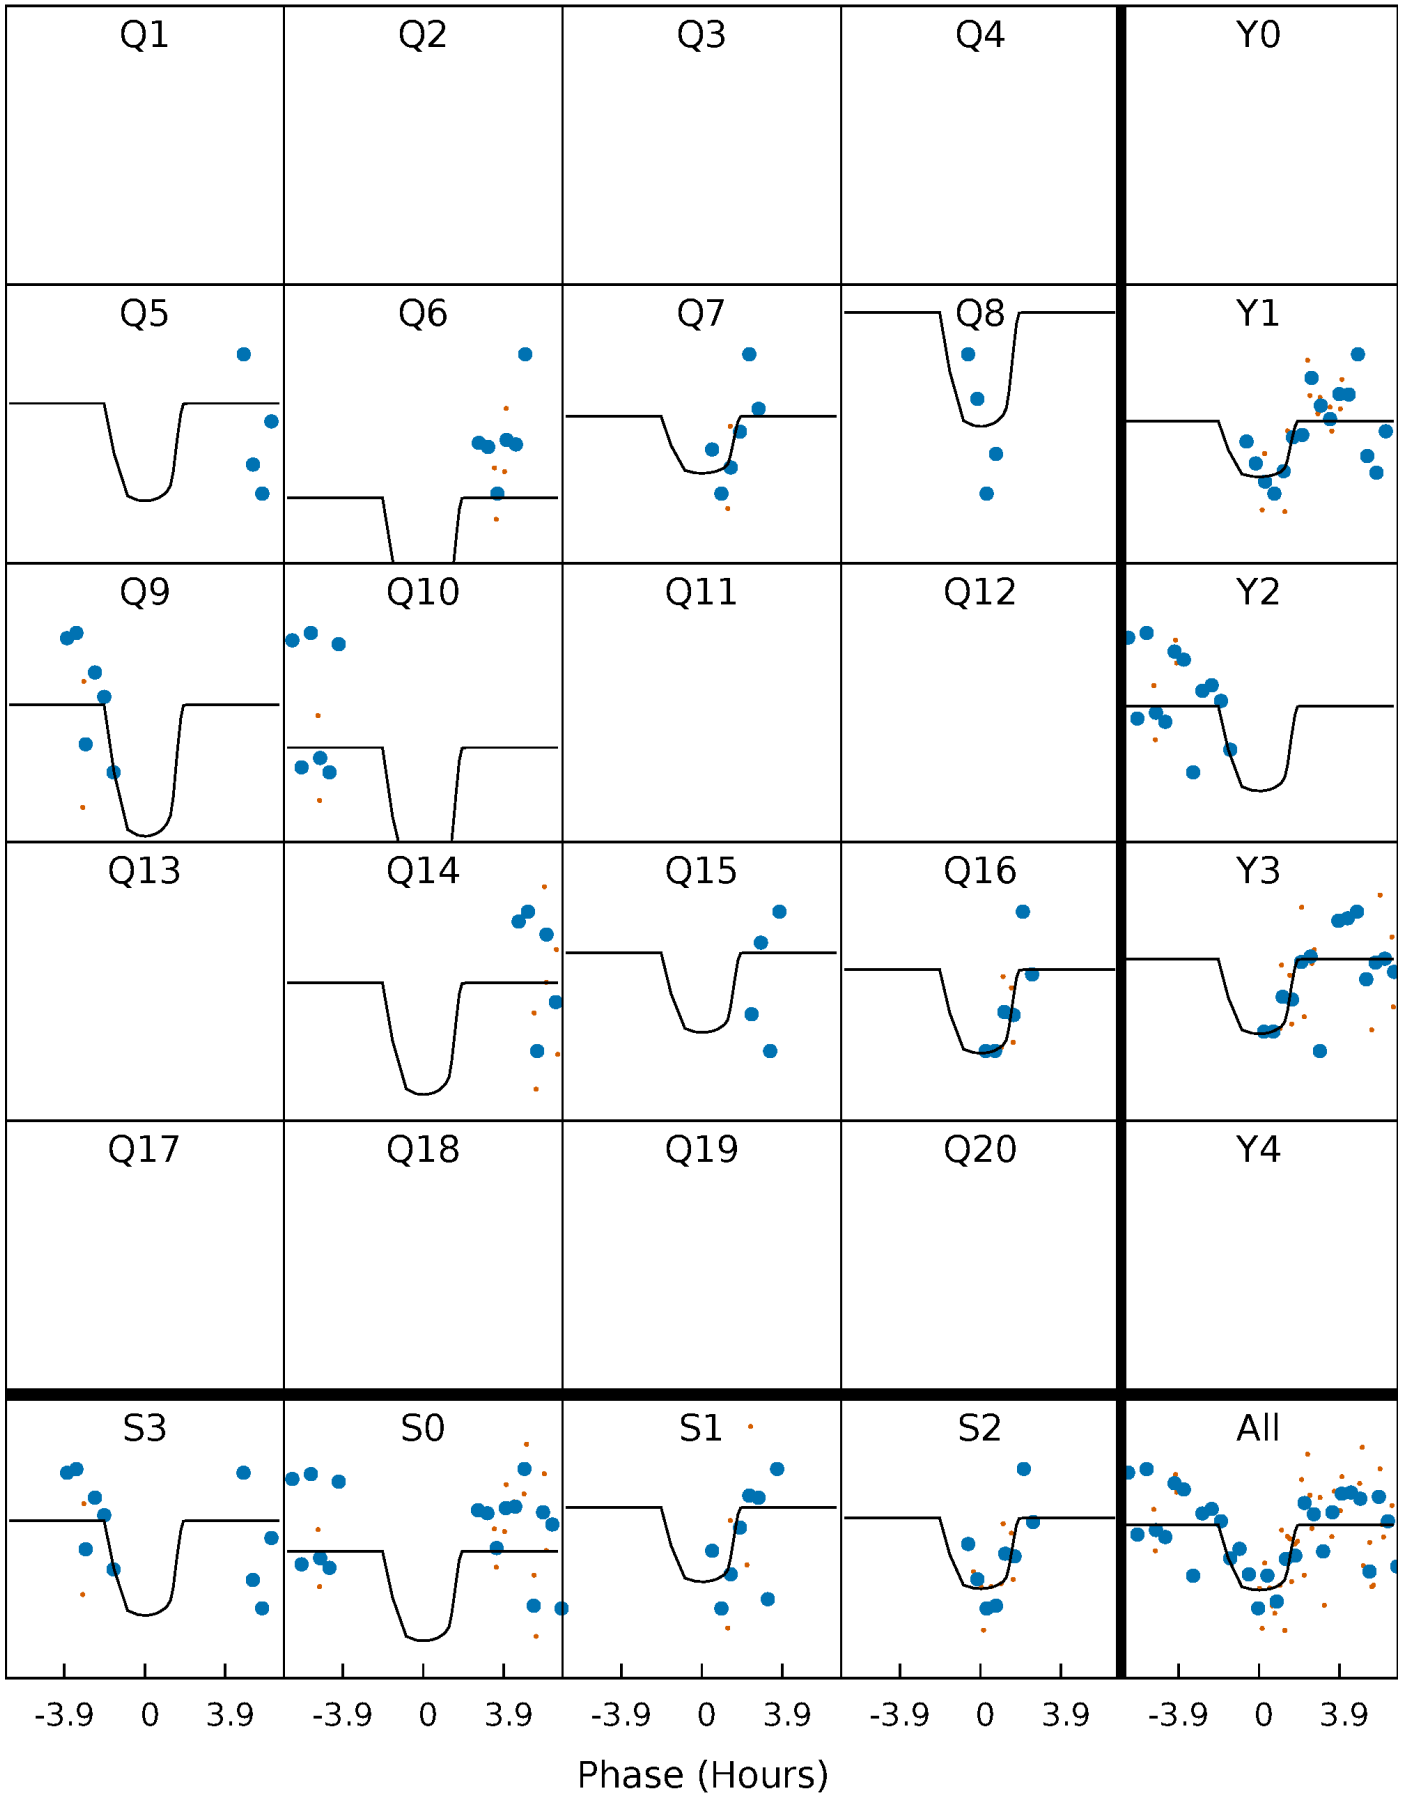 Q1 Q2 Q3 Q4 Y0
Q5 Q6 Q7 Q8 Y1
Q9 Q10 Q11 Q12 Y2
Q13 Q14 Q15 Q16 Y3
Q17 Q18 Q19 Q20 Y4
S3 S0 S1 S2 All
-3.9 0 3.9 -3.9 0 3.9 -3.9 0 3.9 -3.9 0 3.9 -3.9 0 3.9
Phase (Hours)